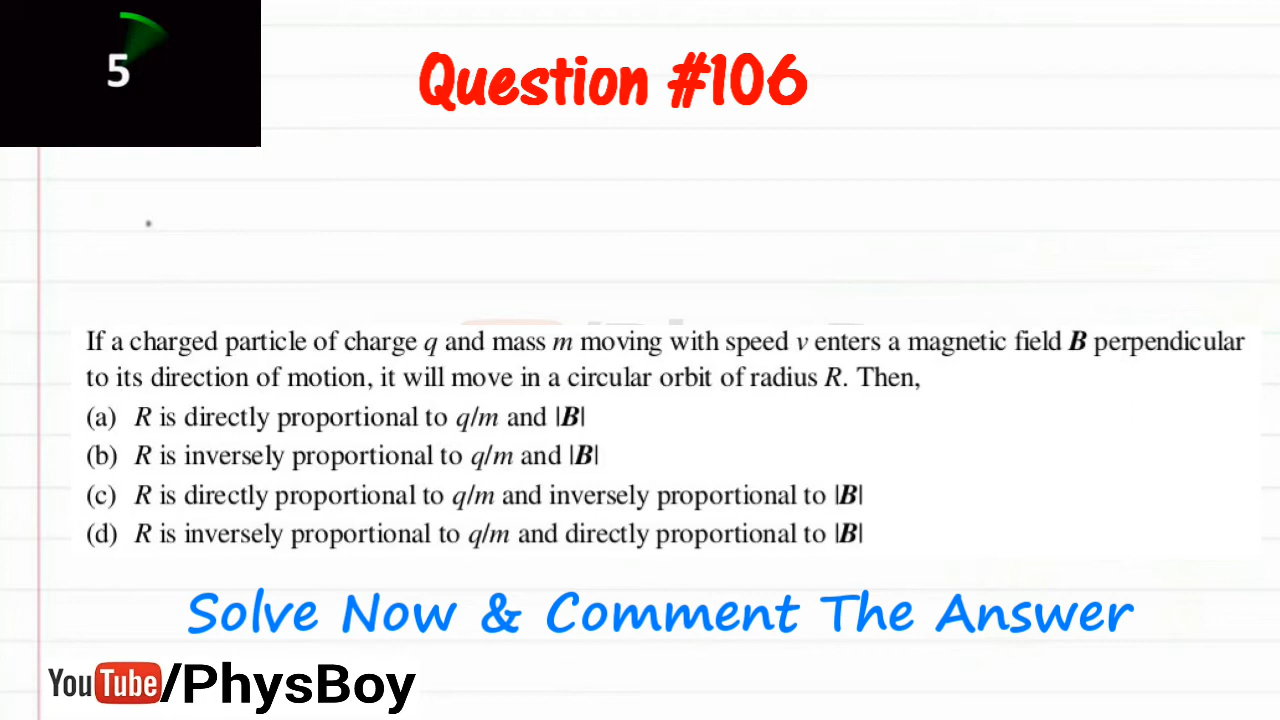 5
Question #106
If a charged particle of charge q and mass m moving with speed v enters a magnetic field B perpendicular
to its direction of motion, it will move in a circular orbit of radius R. Then,
(a) R is directly proportional to q/m and |B|
(b) R is inversely proportional to q/m and |B|
(c) R is directly proportional to q/m and inversely proportional to |B|
(d) R is inversely proportional to q/m and directly proportional to |B|
Solve Now & Comment The Answer
YouTube/PhysBoy